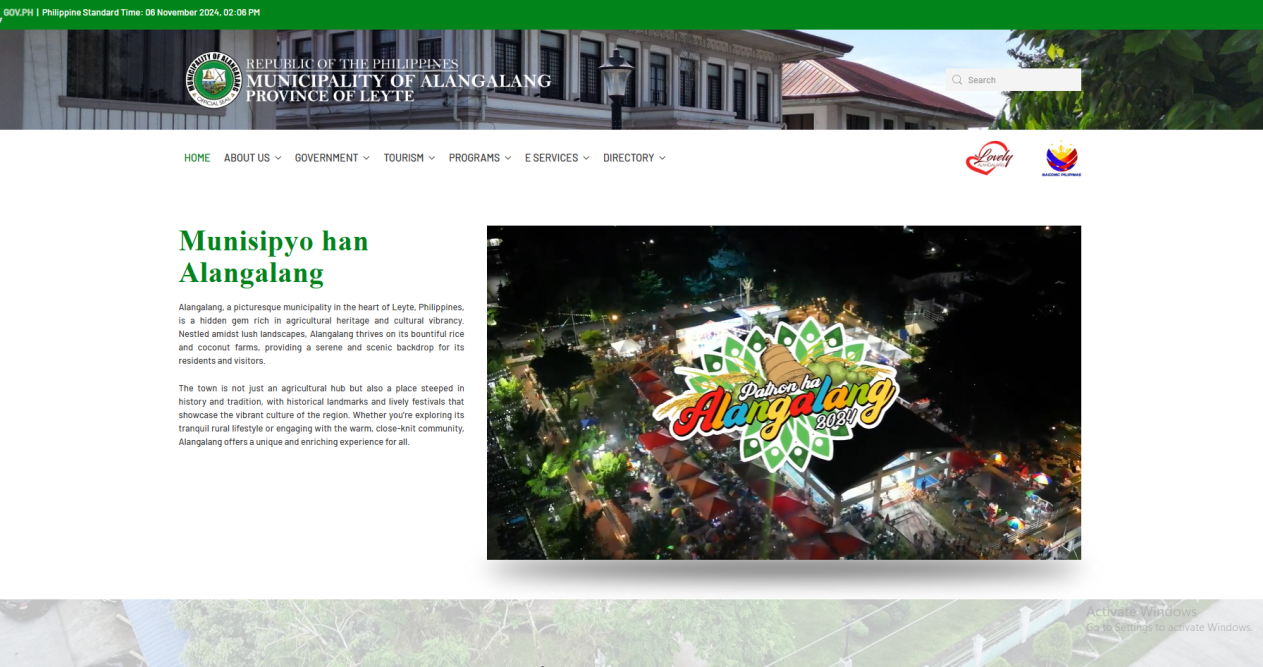 GOV.PH | Philippine Standard Time: 06 November 2024, 02:06 PM
REPUBLIC OF THE PHILIPPINES
MUNICIPALITY OF ALANGALANG
PROVINCE OF LEYTE
MUNICIPALITY OF ALANGALANG
OFFICIAL SEAL
Search
HOME ABOUT US GOVERNMENT TOURISM PROGRAMS E SERVICES DIRECTORY
Lovely
BAGONG PILIPINAS
Munisipyo han
Alangalang
Alangalang, a picturesque municipality in the heart of Leyte, Philippines,
is a hidden gem rich in agricultural heritage and cultural vibrancy.
Nestled amidst lush landscapes, Alangalang thrives on its bountiful rice
and coconut farms, providing a serene and scenic backdrop for its
residents and visitors.
The town is not just an agricultural hub but also a place steeped in
history and tradition, with historical landmarks and lively festivals that
showcase the vibrant culture of the region. Whether you're exploring its
tranquil rural lifestyle or engaging with the warm, close-knit community,
Alangalang offers a unique and enriching experience for all.
Patron ha
Alangalang
2024
Activate Windows
Go to Settings to activate Windows.